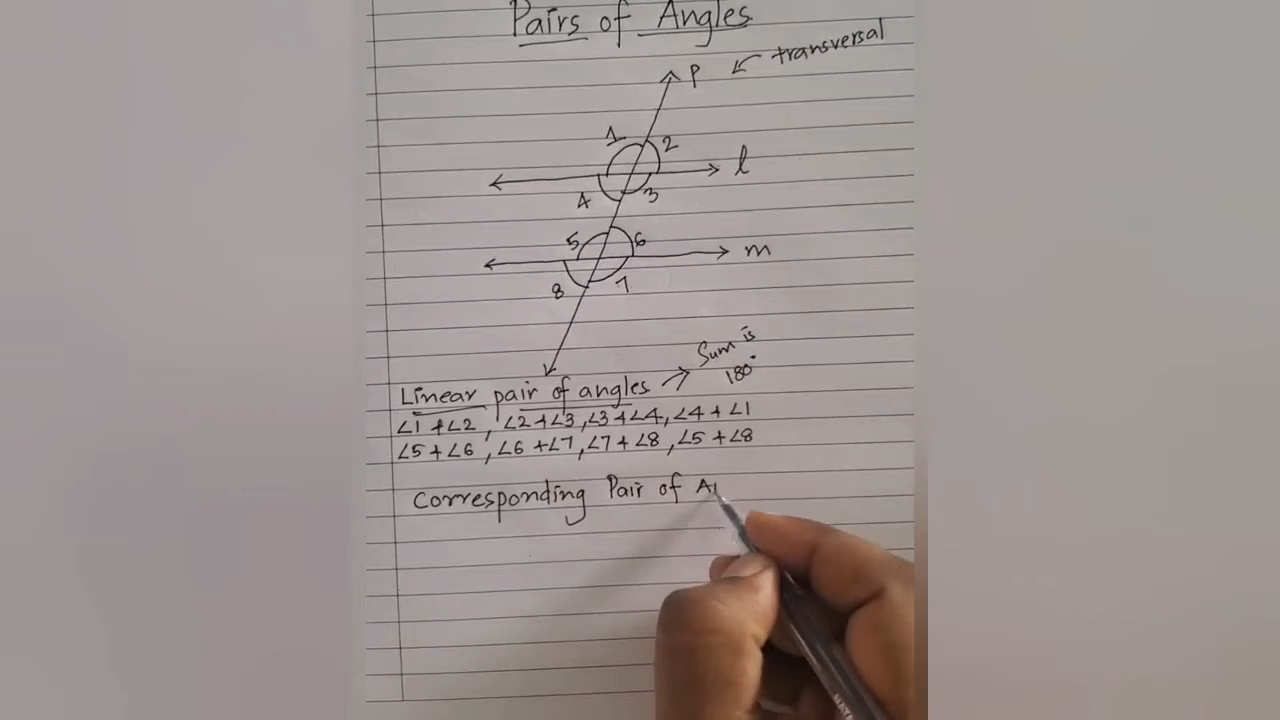 Pairs of Angles
transversal
P
1
2
l
4
3
5
6
m
8
7
Sum is
180°
Linear pair of angles
∠1 + ∠2, ∠2 + ∠3, ∠3 + ∠4, ∠4 + ∠1
∠5 + ∠6, ∠6 + ∠7, ∠7 + ∠8, ∠5 + ∠8
Corresponding Pair of